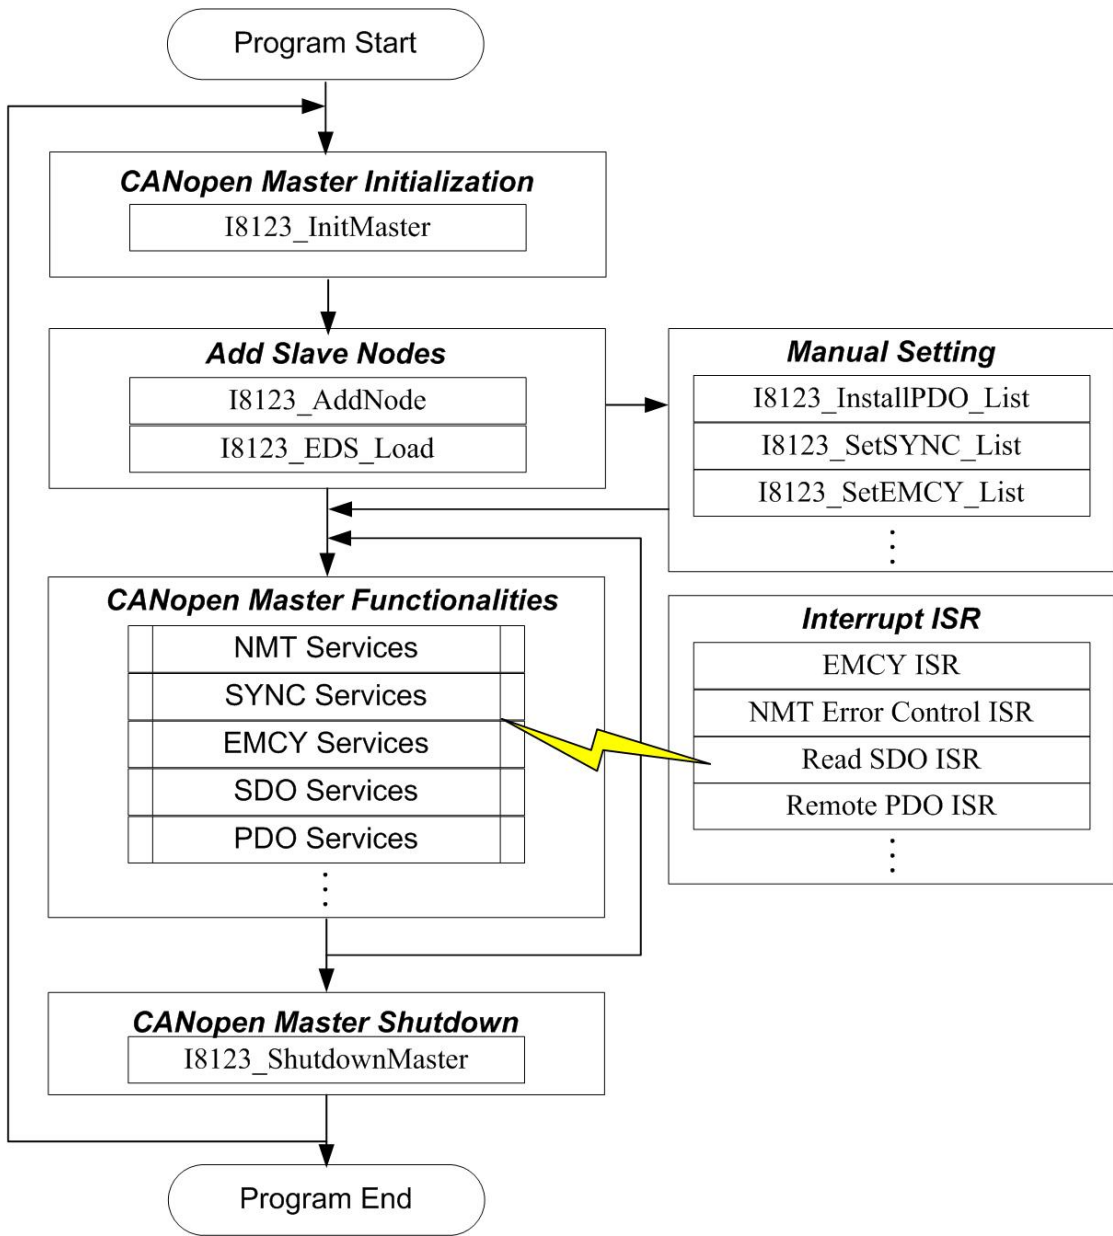 Program Start
CANopen Master Initialization
I8123_InitMaster
Add Slave Nodes
I8123_AddNode
I8123_EDS_Load
Manual Setting
I8123_InstallPDO_List
I8123_SetSYNC_List
I8123_SetEMCY_List
CANopen Master Functionalities
NMT Services
SYNC Services
EMCY Services
SDO Services
PDO Services
Interrupt ISR
EMCY ISR
NMT Error Control ISR
Read SDO ISR
Remote PDO ISR
CANopen Master Shutdown
I8123_ShutdownMaster
Program End